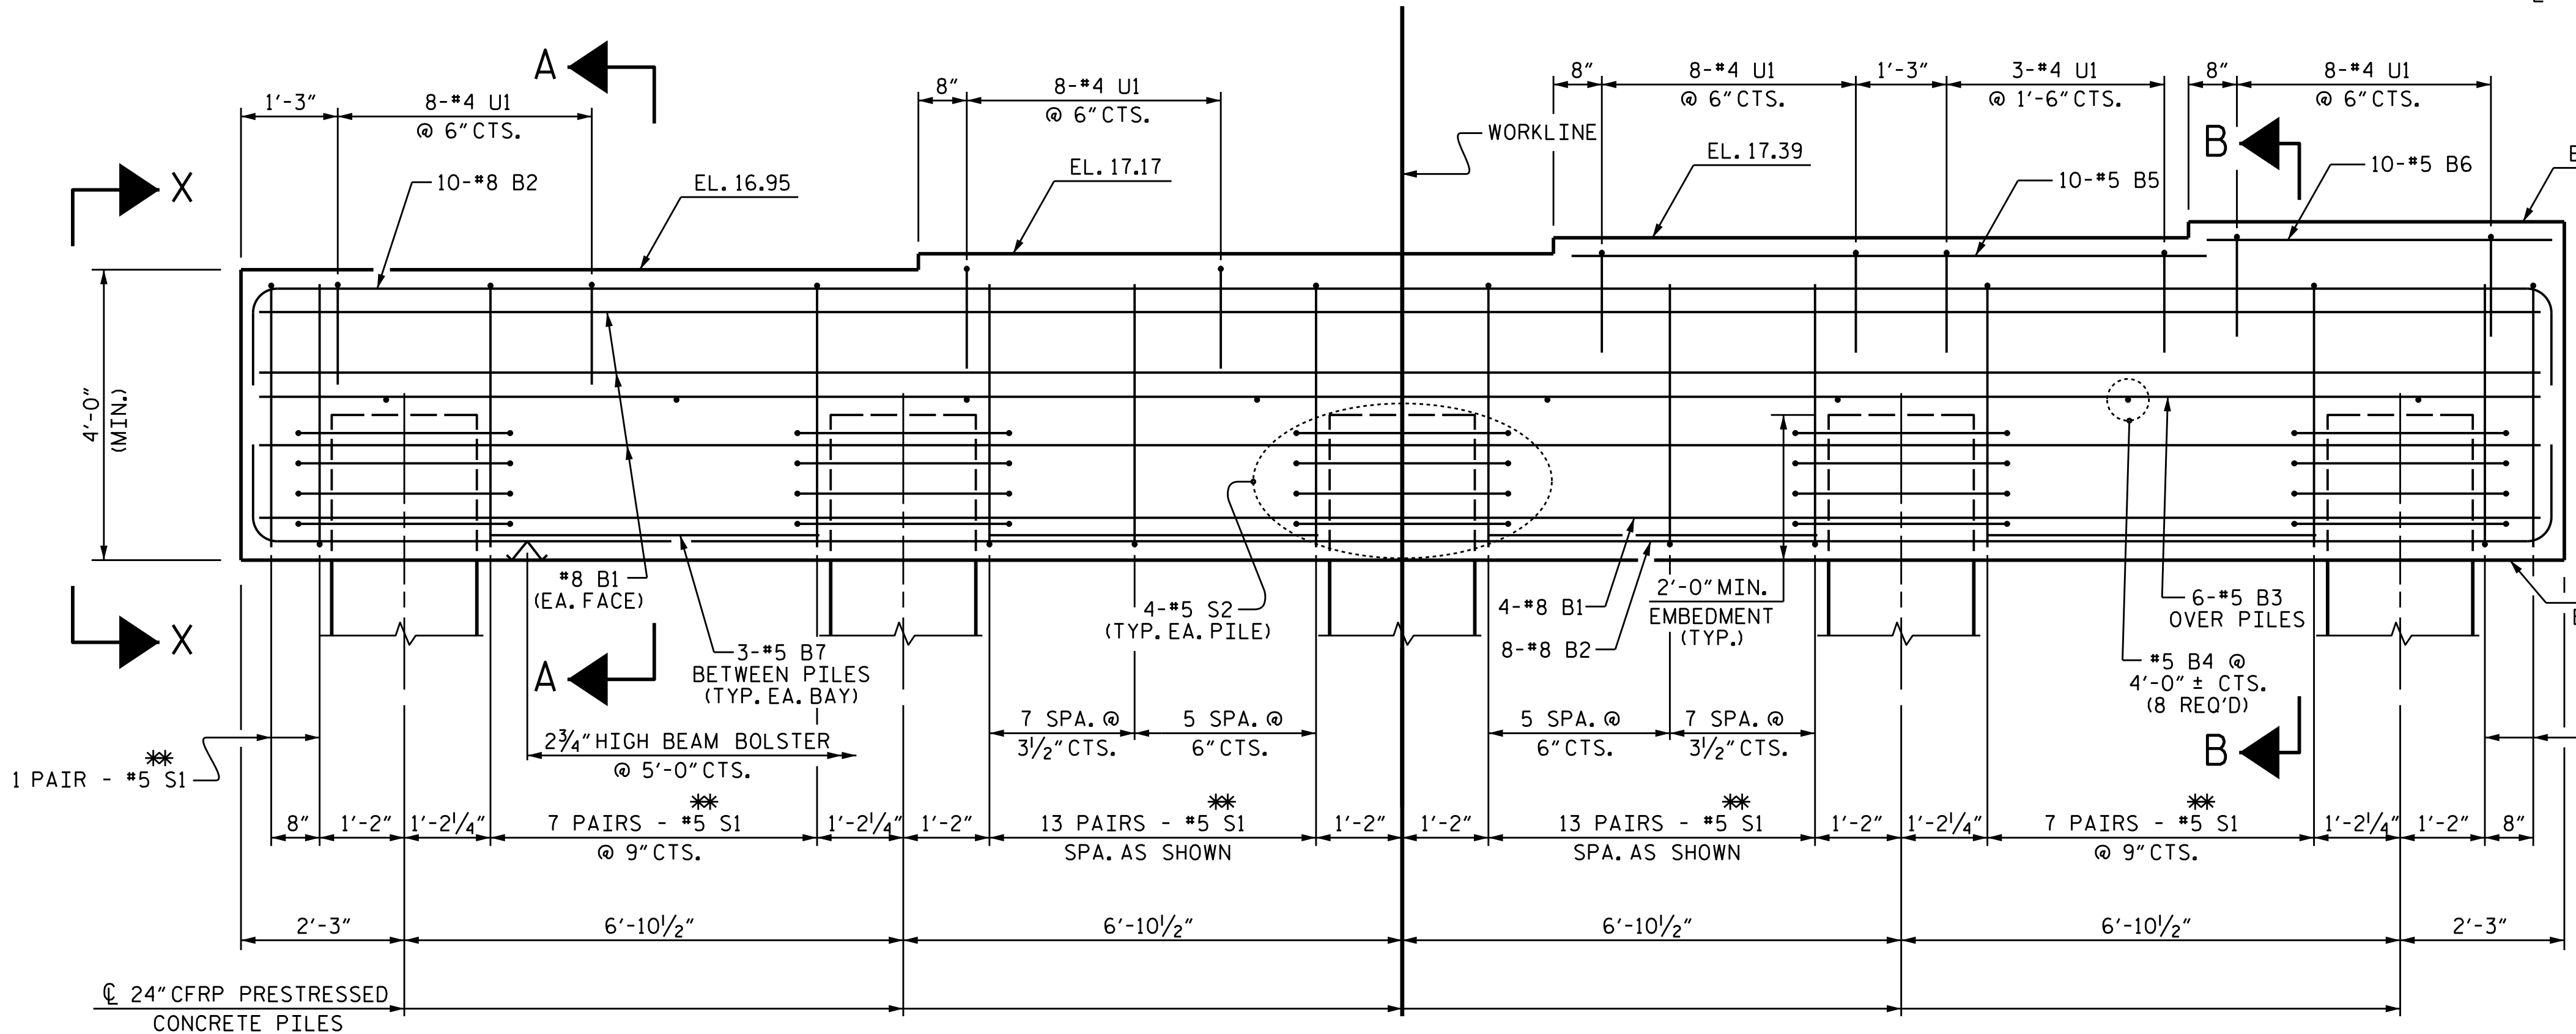 A
8"
8-#4 U1
@ 6" CTS.
1'-3"
3-#4 U1
@ 1'-6" CTS.
8"
8-#4 U1
@ 6" CTS.
8"
8-#4 U1
@ 6" CTS.
1'-3"
8-#4 U1
@ 6" CTS.
WORKLINE
B
EL. 17.39
EL. 17.17
10-#5 B6
10-#5 B5
X
10-#8 B2
EL. 16.95
4'-0"
(MIN.)
#8 B1
(EA. FACE)
4-#5 S2
(TYP. EA. PILE)
4-#8 B1
8-#8 B2
2'-0" MIN.
EMBEDMENT
(TYP.)
6-#5 B3
OVER PILES
X
A
3-#5 B7
BETWEEN PILES
(TYP. EA. BAY)
#5 B4 @
4'-0" ± CTS.
(8 REQ'D)
7 SPA. @
3½" CTS.
5 SPA. @
6" CTS.
5 SPA. @
6" CTS.
7 SPA. @
3½" CTS.
B
2¾" HIGH BEAM BOLSTER
@ 5'-0" CTS.
**
1 PAIR - #5 S1
8"
1'-2"
1'-2¼"
**
7 PAIRS - #5 S1
@ 9" CTS.
1'-2¼"
1'-2"
**
13 PAIRS - #5 S1
SPA. AS SHOWN
1'-2"
1'-2"
**
13 PAIRS - #5 S1
SPA. AS SHOWN
1'-2"
1'-2¼"
**
7 PAIRS - #5 S1
@ 9" CTS.
1'-2¼"
1'-2"
8"
2'-3"
6'-10½"
6'-10½"
6'-10½"
6'-10½"
2'-3"
℄ 24" CFRP PRESTRESSED
CONCRETE PILES